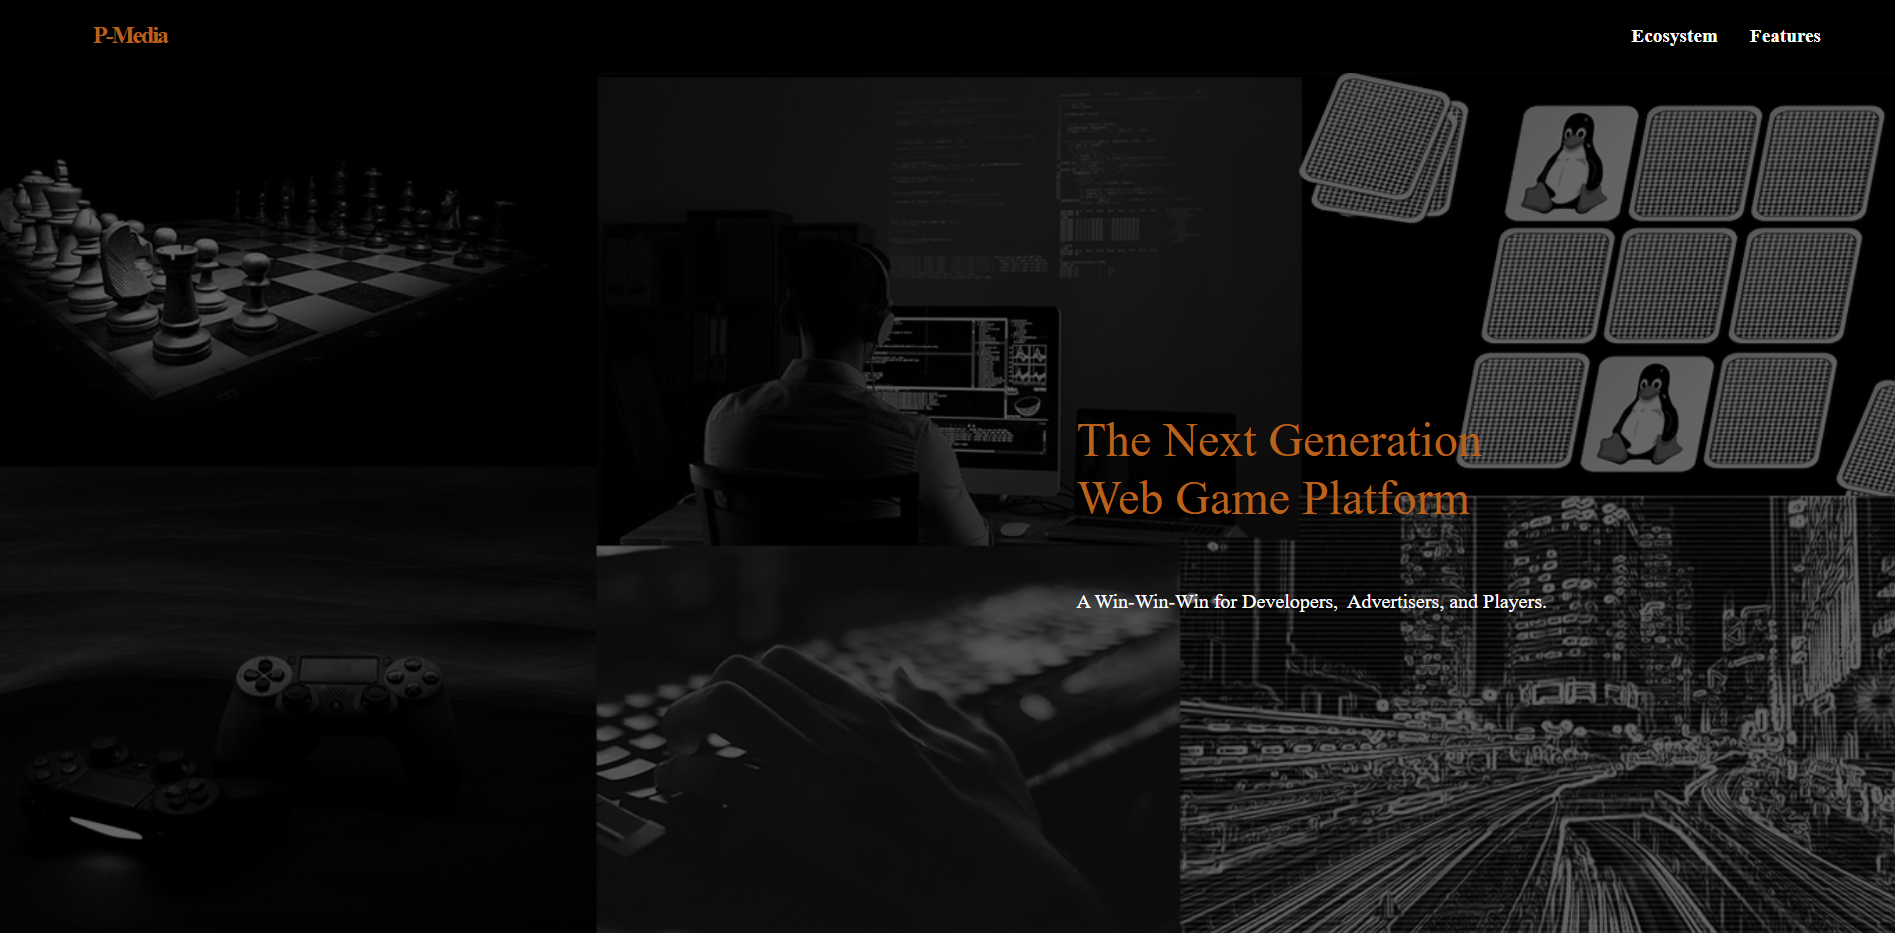 P-Media
Ecosystem
Features
The Next Generation
Web Game Platform
A Win-Win-Win for Developers,  Advertisers, and Players.